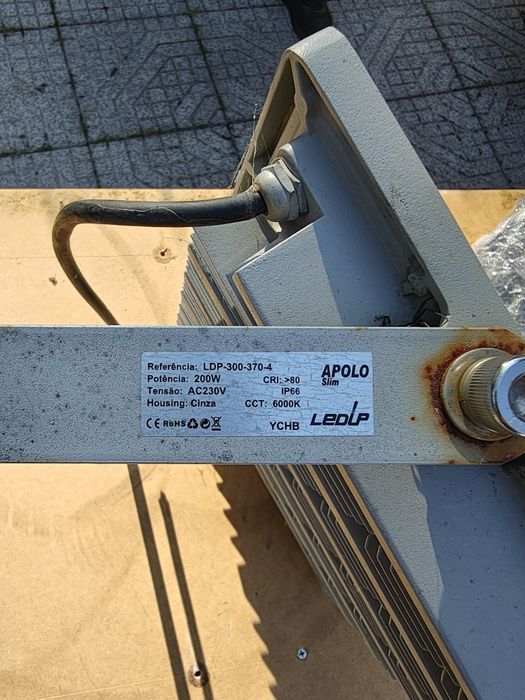 Referência: LDP-300-370-4
Potência: 200W CRI: >80
Tensão: AC230V IP66
Housing: Cinza CCT: 6000K
CE RoHS YCHB
APOLO
Slim
LEDUP